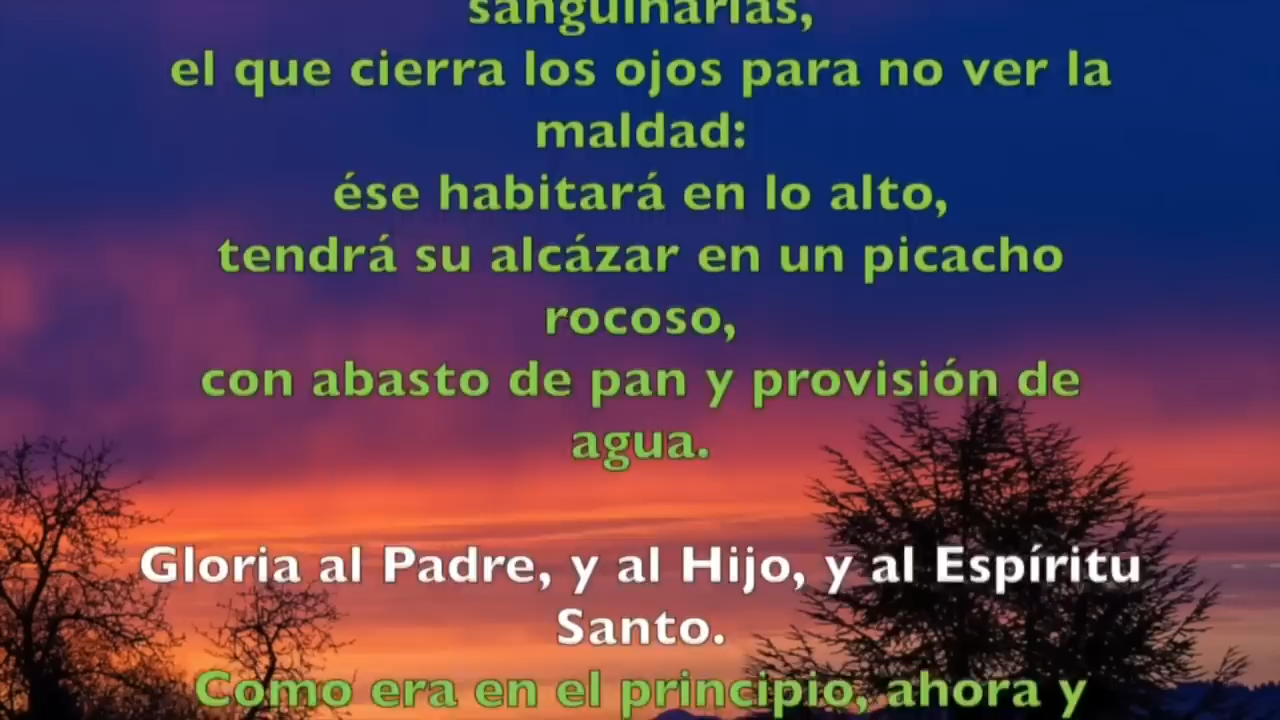 sanguinarias,
el que cierra los ojos para no ver la
maldad:
ése habitará en lo alto,
tendrá su alcázar en un picacho
rocoso,
con abasto de pan y provisión de
agua.
Gloria al Padre, y al Hijo, y al Espíritu
Santo.
Como era en el principio, ahora y